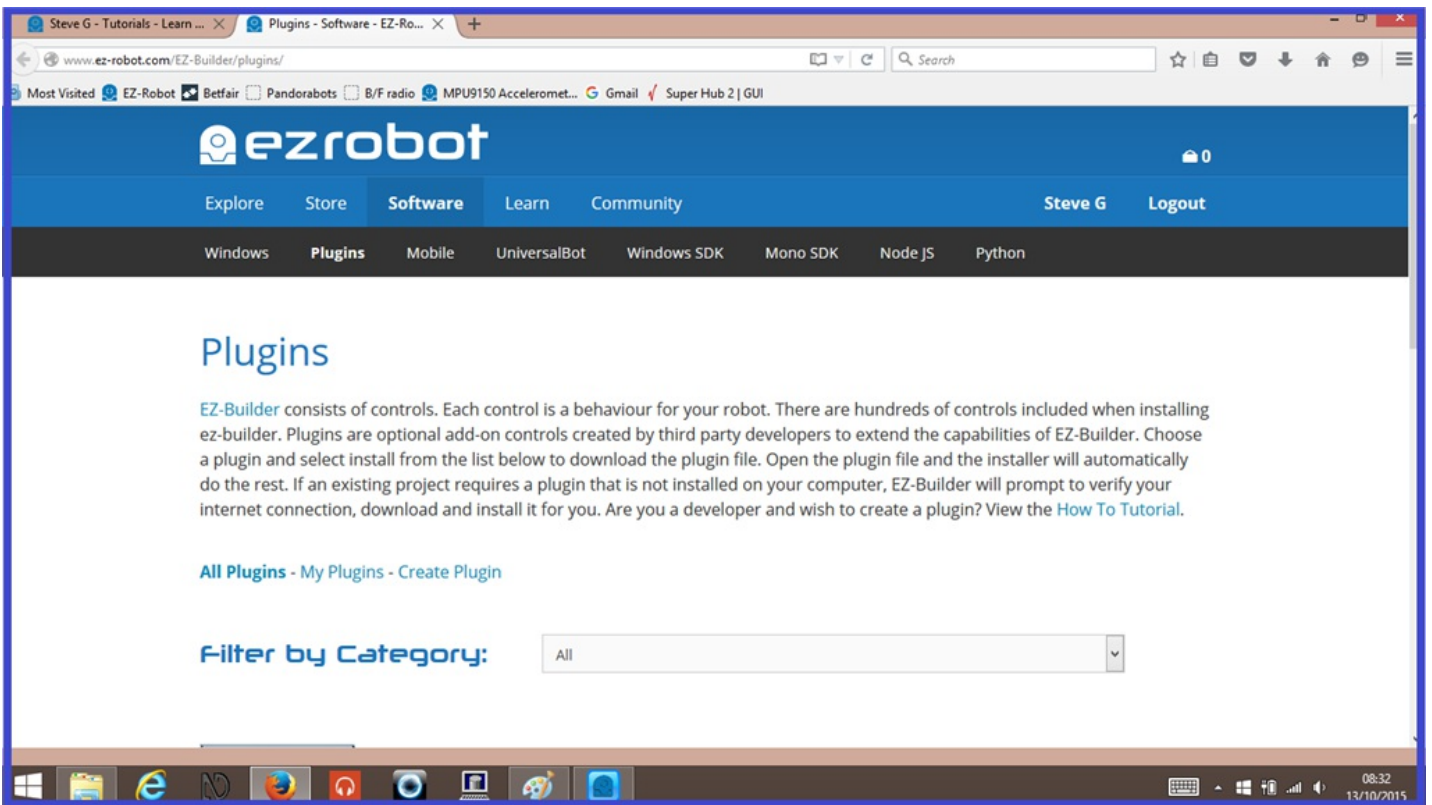 Steve G - Tutorials - Learn ... Plugins - Software - EZ-Ro...
www.ez-robot.com/EZ-Builder/plugins/ Search
Most Visited EZ-Robot Betfair Pandorabots B/F radio MPU9150 Acceleromet... Gmail Super Hub 2 | GUI
ezrobot
0
Explore Store Software Learn Community Steve G Logout
Windows Plugins Mobile UniversalBot Windows SDK Mono SDK Node JS Python
Plugins
EZ-Builder consists of controls. Each control is a behaviour for your robot. There are hundreds of controls included when installing
ez-builder. Plugins are optional add-on controls created by third party developers to extend the capabilities of EZ-Builder. Choose
a plugin and select install from the list below to download the plugin file. Open the plugin file and the installer will automatically
do the rest. If an existing project requires a plugin that is not installed on your computer, EZ-Builder will prompt to verify your
internet connection, download and install it for you. Are you a developer and wish to create a plugin? View the How To Tutorial.
All Plugins - My Plugins - Create Plugin
Filter by Category: All
08:32
13/10/2015